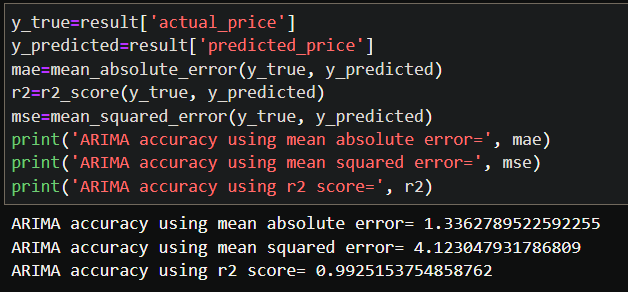 y_true=result['actual_price']
y_predicted=result['predicted_price']
mae=mean_absolute_error(y_true, y_predicted)
r2=r2_score(y_true, y_predicted)
mse=mean_squared_error(y_true, y_predicted)
print('ARIMA accuracy using mean absolute error=', mae)
print('ARIMA accuracy using mean squared error=', mse)
print('ARIMA accuracy using r2 score=', r2)
ARIMA accuracy using mean absolute error= 1.3362789522592255
ARIMA accuracy using mean squared error= 4.123047931786809
ARIMA accuracy using r2 score= 0.9925153754858762